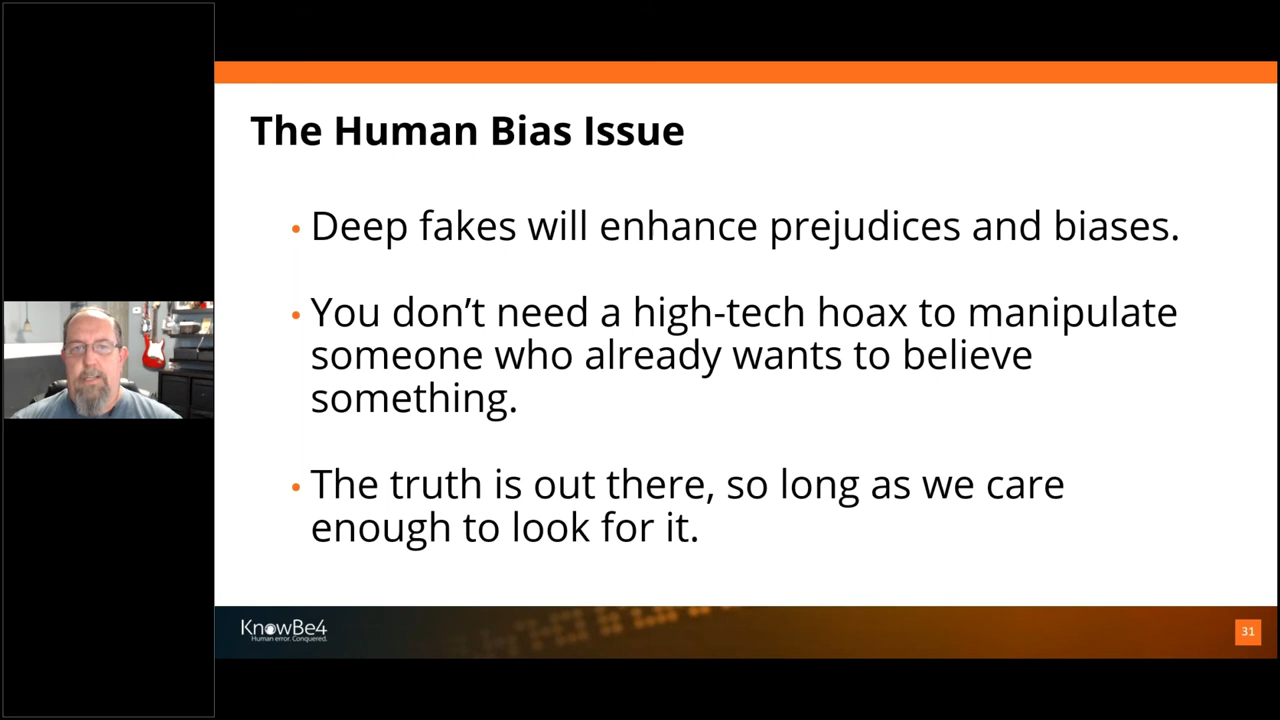 The Human Bias Issue
• Deep fakes will enhance prejudices and biases.
• You don’t need a high-tech hoax to manipulate
someone who already wants to believe
something.
• The truth is out there, so long as we care
enough to look for it.
KnowBe4
Human error. Conquered.
31